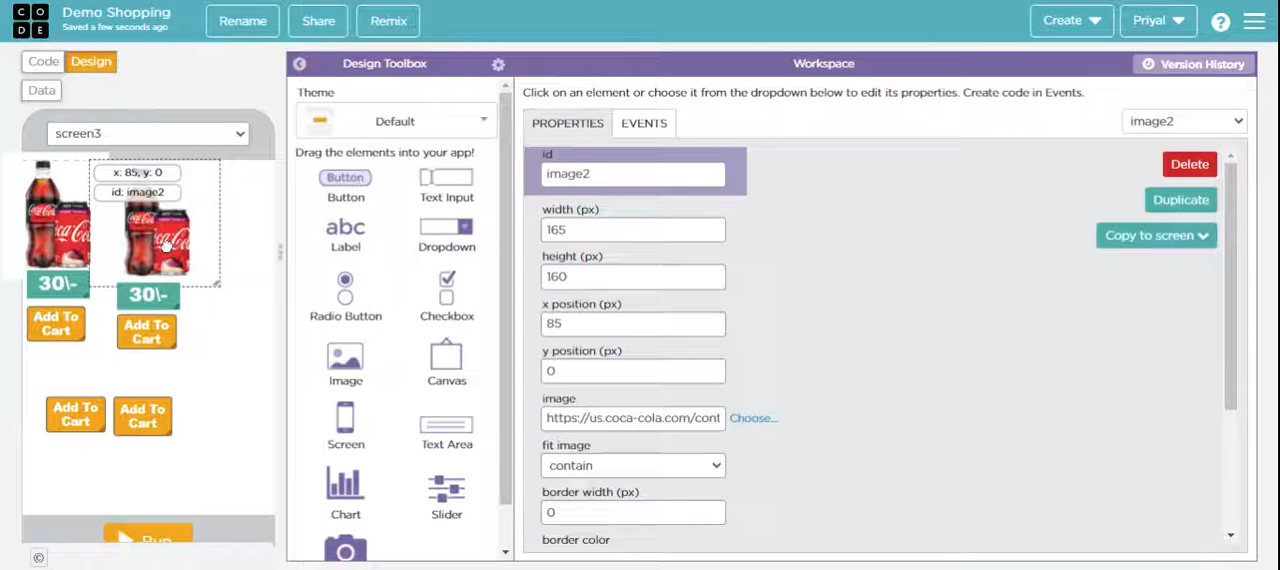 C O
D E
Demo Shopping
Saved a few seconds ago
Rename
Share
Remix
Create
Priyal
?
Code
Design
Data
screen3
x: 85, y: 0
id: image2
Coca-Cola
Coca-Cola
30\-
30\-
Add To
Cart
Add To
Cart
Add To
Cart
Add To
Cart
Run
©
Design Toolbox
Theme
Default
Drag the elements into your app!
Button
Button
Text Input
abc
Label
Dropdown
Radio Button
Checkbox
Image
Canvas
Screen
Text Area
Chart
Slider
Workspace
Version History
Click on an element or choose it from the dropdown below to edit its properties. Create code in Events.
PROPERTIES
EVENTS
image2
id
image2
Delete
Duplicate
Copy to screen
width (px)
165
height (px)
160
x position (px)
85
y position (px)
0
image
https://us.coca-cola.com/cont
Choose...
fit image
contain
border width (px)
0
border color